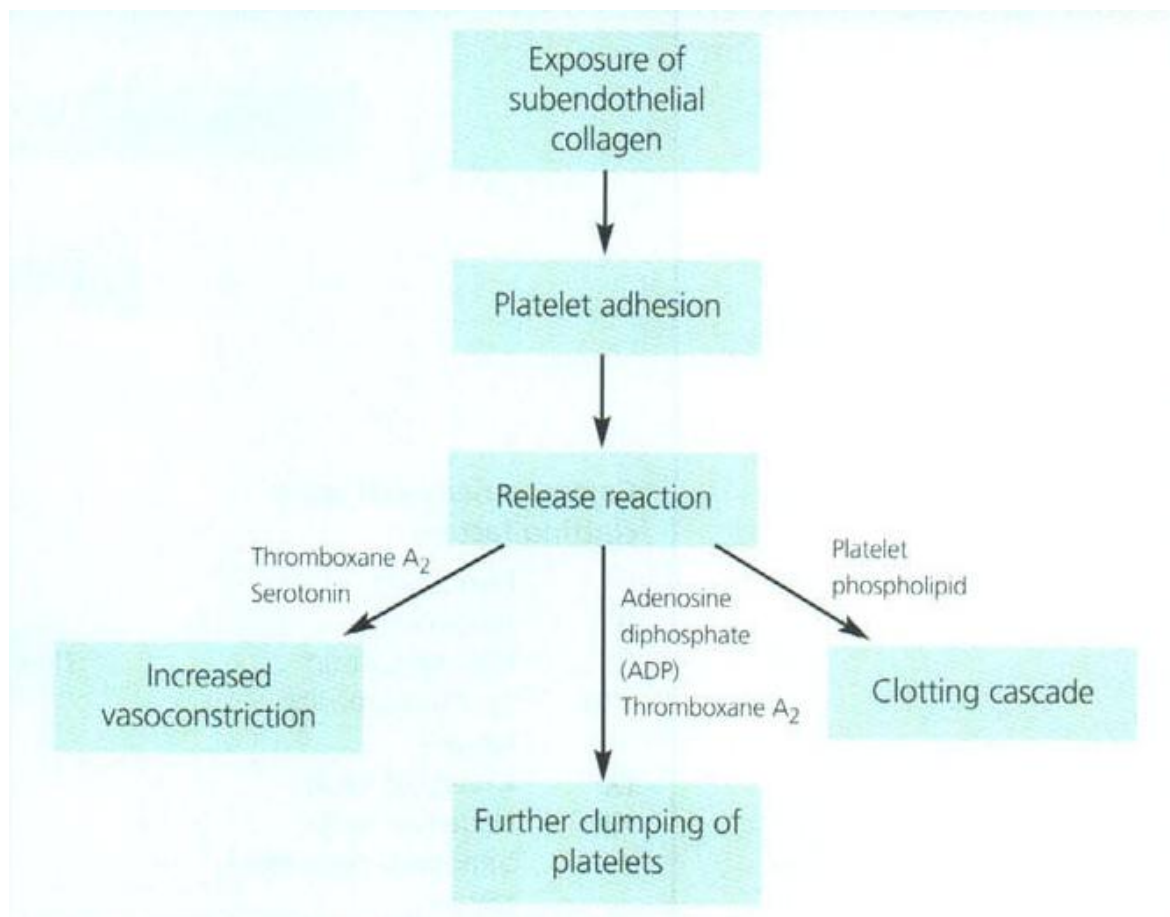 Exposure of
subendothelial
collagen
Platelet adhesion
Release reaction
Thromboxane A2
Serotonin
Adenosine
diphosphate
(ADP)
Thromboxane A2
Platelet
phospholipid
Increased
vasoconstriction
Clotting cascade
Further clumping of
platelets